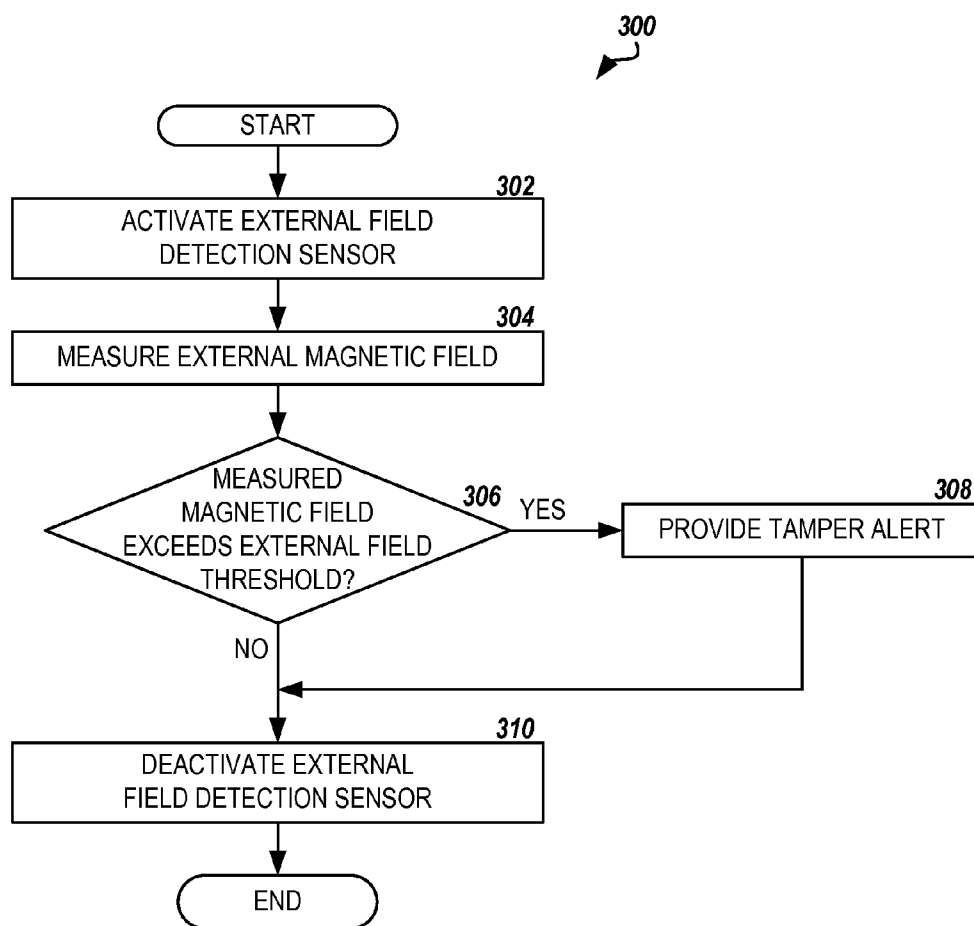 300
START
302
ACTIVATE EXTERNAL FIELD
DETECTION SENSOR
304
MEASURE EXTERNAL MAGNETIC FIELD
MEASURED
MAGNETIC FIELD
EXCEEDS EXTERNAL FIELD
THRESHOLD?
306
YES
308
PROVIDE TAMPER ALERT
NO
310
DEACTIVATE EXTERNAL
FIELD DETECTION SENSOR
END